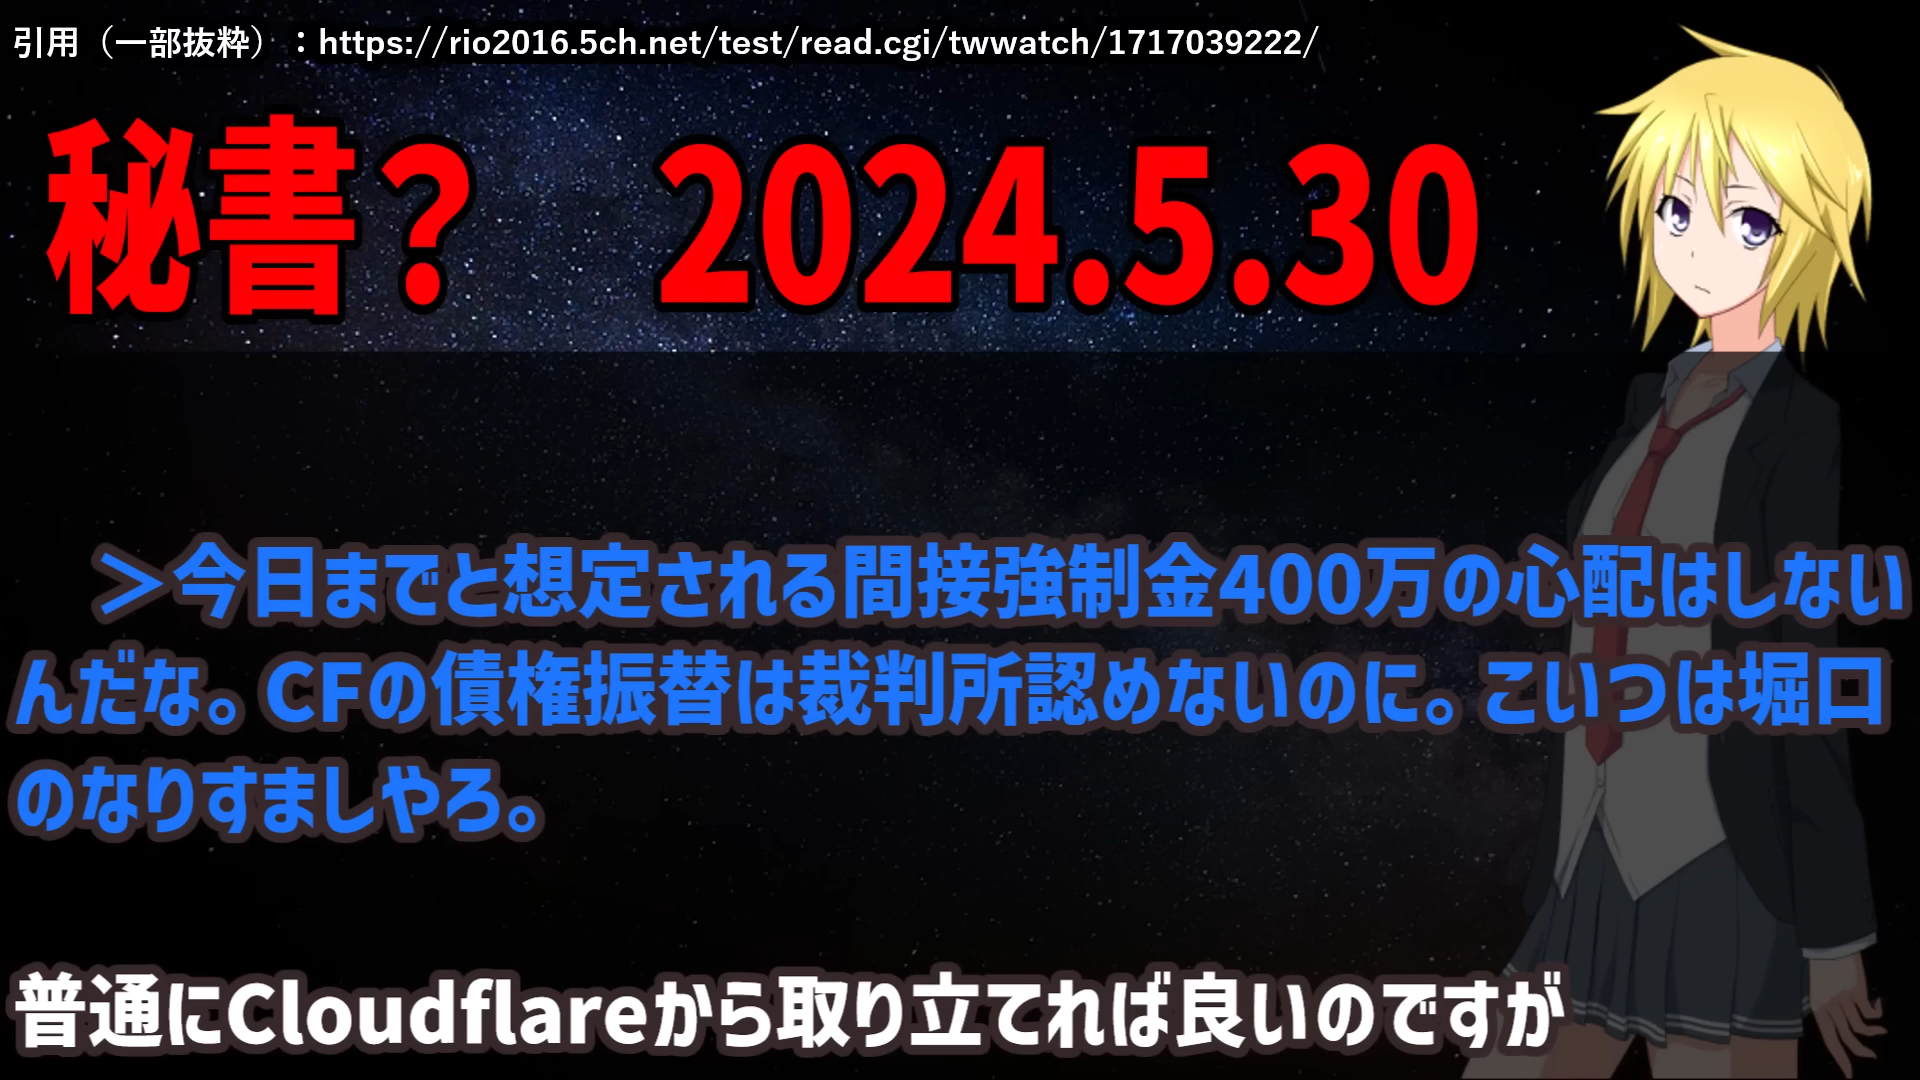 引用（一部抜粋）：https://rio2016.5ch.net/test/read.cgi/twwatch/1717039222/
秘書？　2024.5.30
＞今日までと想定される間接強制金400万の心配はしない
んだな。CFの債権振替は裁判所認めないのに。こいつは堀口
のなりすましやろ。
普通にCloudflareから取り立てれば良いのですが